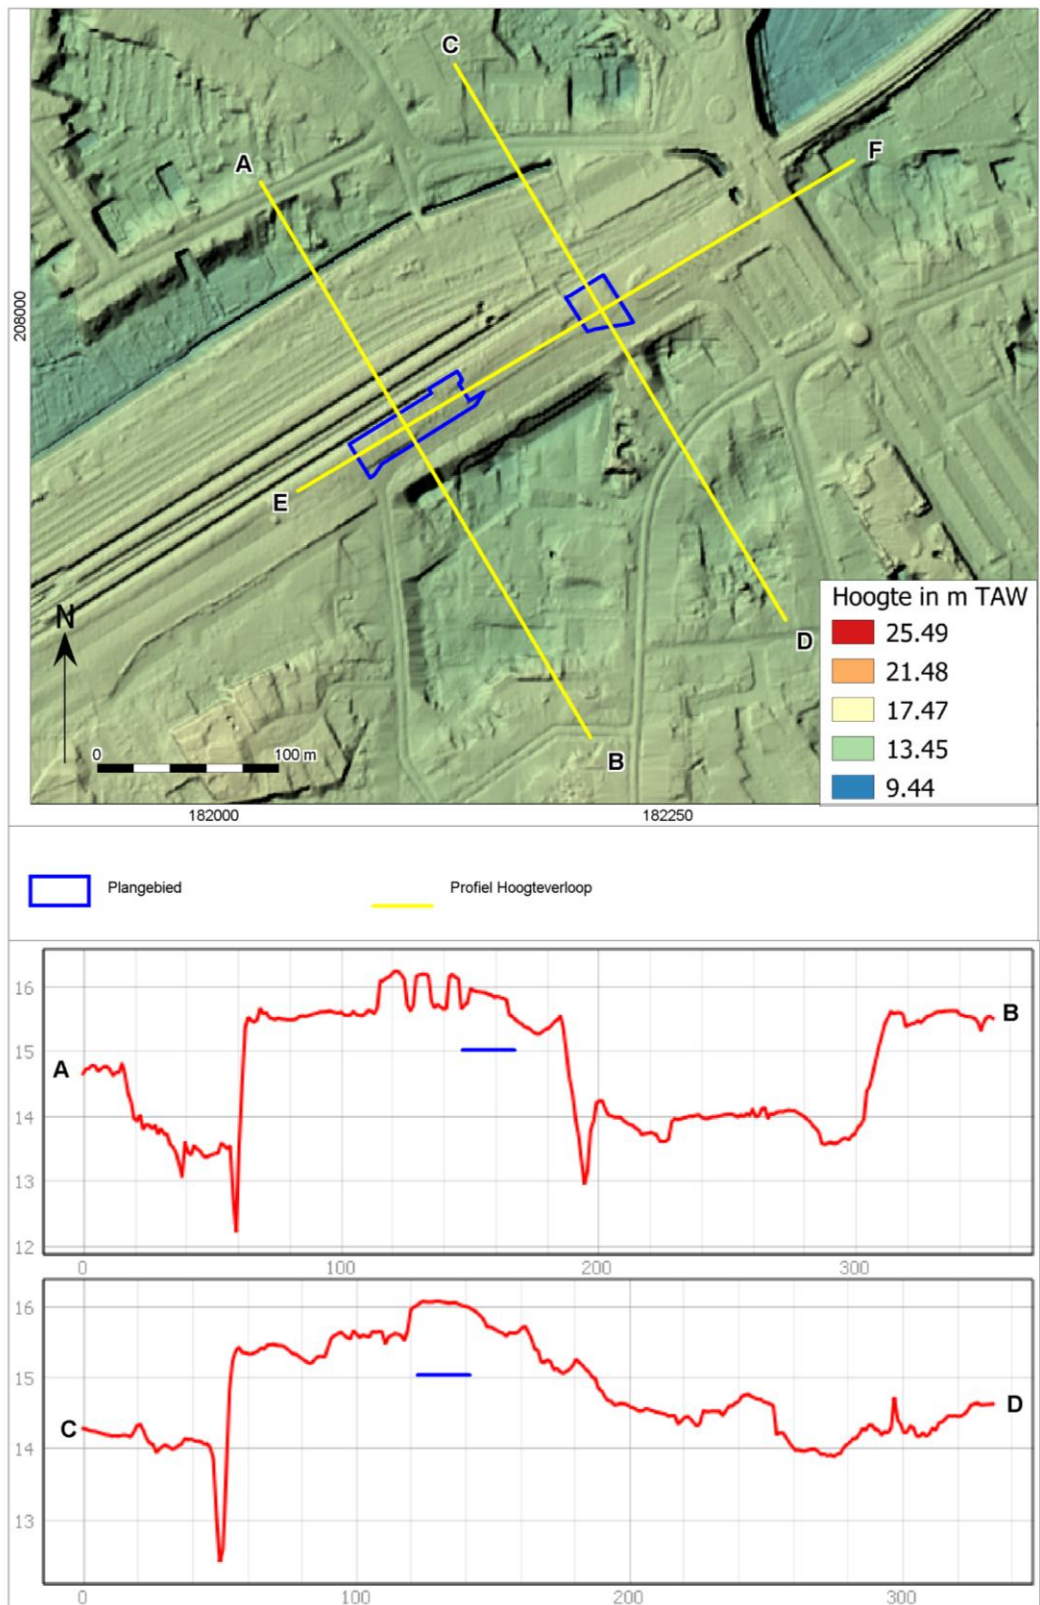 C
A
F
208000
E
D
B
N
0 100 m
Hoogte in m TAW
25.49
21.48
17.47
13.45
9.44
182000 182250
Plangebied Profiel Hoogteverloop
16
15
14
13
12
A B
0 100 200 300
16
15
14
13
C D
0 100 200 300